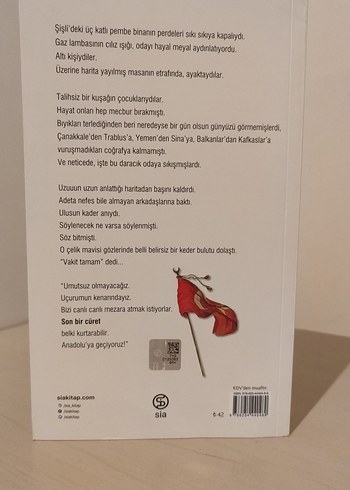 Şişli'deki üç katlı pembe binanın perdeleri sıkı sıkıya kapalıydı.
Gaz lambasının cılız ışığı, odayı hayal meyal aydınlatıyordu.
Altı kişiydiler.
Üzerine harita yayılmış masanın etrafında, ayaktaydılar.
Talihsiz bir kuşağın çocuklarıydılar.
Hayat onları hep mecbur bırakmıştı.
Bıyıkları terlediğinden beri neredeyse bir gün olsun günyüzü görmemişlerdi,
Çanakkale'den Trablus'a, Yemen'den Sina'ya, Balkanlar'dan Kafkaslar'a
vuruşmadıkları coğrafya kalmamıştı.
Ve neticede, işte bu daracık odaya sıkışmışlardı.
Uzuuun uzun anlattığı haritadan başını kaldırdı.
Adeta nefes bile almayan arkadaşlarına baktı.
Ulusun kader anıydı.
Söylenecek ne varsa söylenmişti.
Söz bitmişti.
O çelik mavisi gözlerinde belli belirsiz bir keder bulutu dolaştı.
"Vakit tamam" dedi...
"Umutsuz olmayacağız.
Uçurumun kenarındayız.
Bizi canlı canlı mezara atmak istiyorlar.
Son bir cüret
belki kurtarabilir.
Anadolu'ya geçiyoruz!"
siakitap.com
sia
KDV'den muaftır